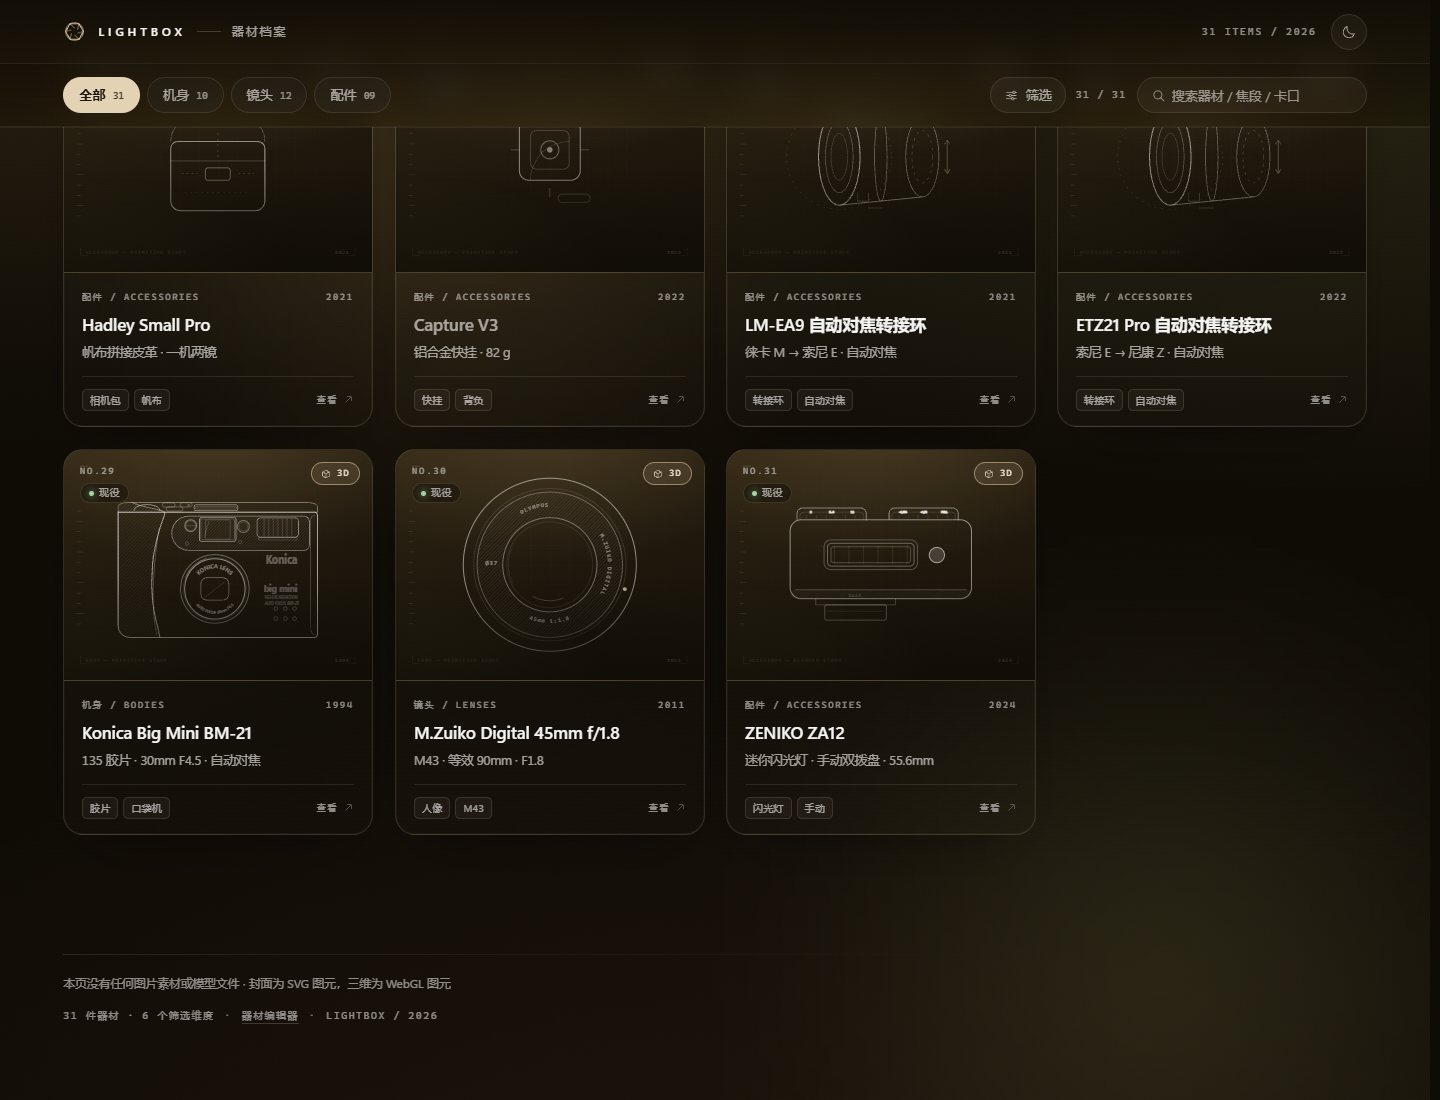 LIGHTBOX — 器材档案
31 ITEMS / 2026
全部 31 机身 10 镜头 12 配件 09
筛选 31 / 31 搜索器材 / 焦段 / 卡口
配件 / ACCESSORIES 2021
Hadley Small Pro
帆布拼接皮革 · 一机两镜
相机包 帆布 查看 ↗
配件 / ACCESSORIES 2022
Capture V3
铝合金快挂 · 82 g
快挂 背负 查看 ↗
配件 / ACCESSORIES 2021
LM-EA9 自动对焦转接环
徕卡 M → 索尼 E · 自动对焦
转接环 自动对焦 查看 ↗
配件 / ACCESSORIES 2022
ETZ21 Pro 自动对焦转接环
索尼 E → 尼康 Z · 自动对焦
转接环 自动对焦 查看 ↗
NO.29 3D
现役
Konica
KONICA LENS
big mini
机身 / BODIES 1994
Konica Big Mini BM-21
135 胶片 · 30mm F4.5 · 自动对焦
胶片 口袋机 查看 ↗
NO.30 3D
现役
OLYMPUS
M.ZUIKO DIGITAL
Ø37
45mm 1:1.8
镜头 / LENSES 2011
M.Zuiko Digital 45mm f/1.8
M43 · 等效 90mm · F1.8
人像 M43 查看 ↗
NO.31 3D
现役
配件 / ACCESSORIES 2024
ZENIKO ZA12
迷你闪光灯 · 手动双拨盘 · 55.6mm
闪光灯 手动 查看 ↗
本页没有任何图片素材或模型文件 · 封面为 SVG 图元，三维为 WebGL 图元
31 件器材 · 6 个筛选维度 · 器材编辑器 · LIGHTBOX / 2026